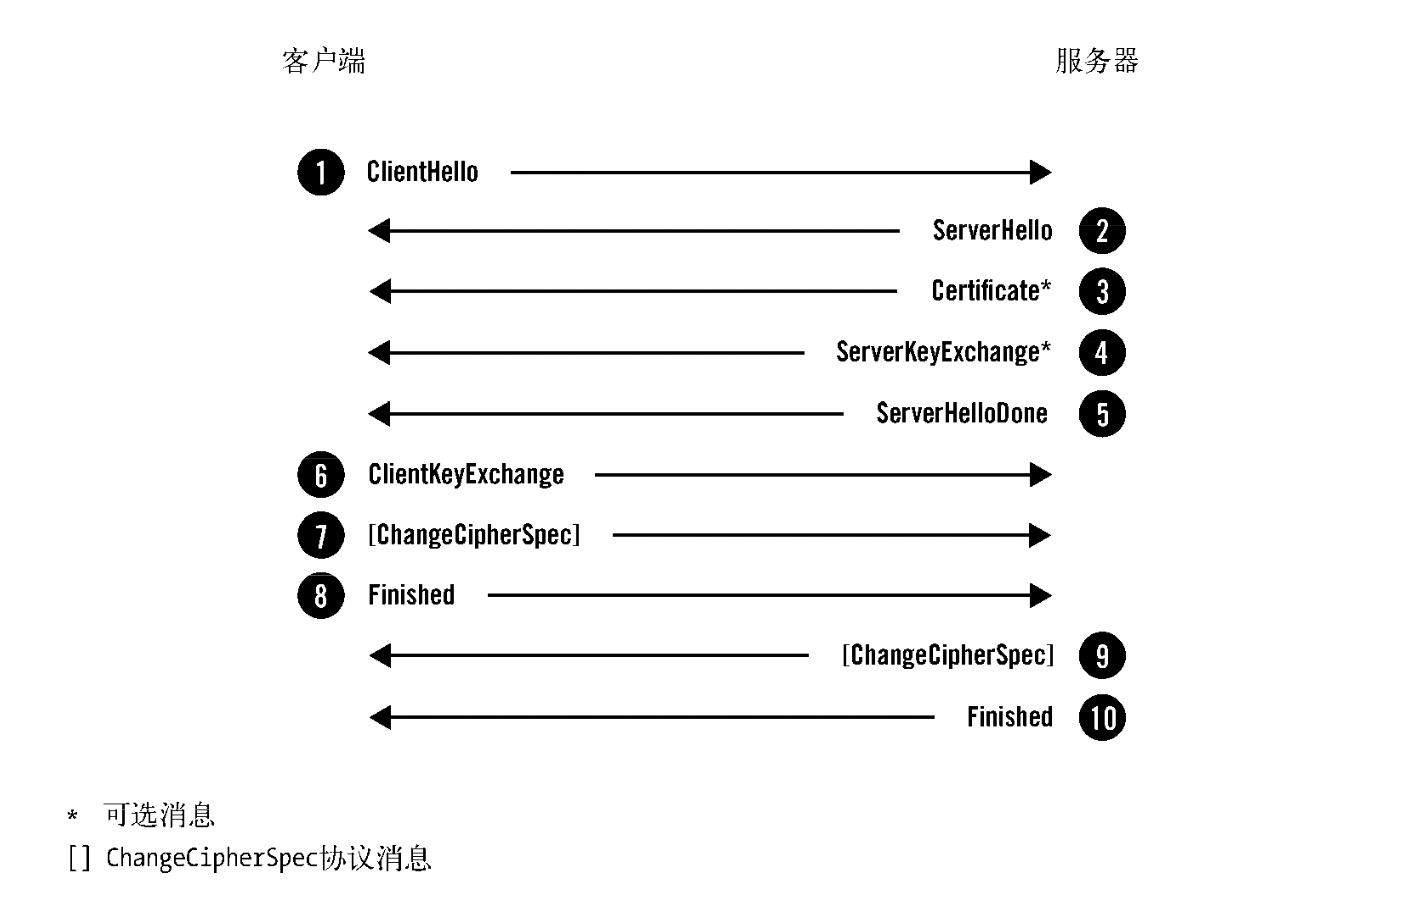 客户端 服务器
1 ClientHello
ServerHello 2
Certificate* 3
ServerKeyExchange* 4
ServerHelloDone 5
6 ClientKeyExchange
7 [ChangeCipherSpec]
8 Finished
[ChangeCipherSpec] 9
Finished 10
* 可选消息
[] ChangeCipherSpec协议消息